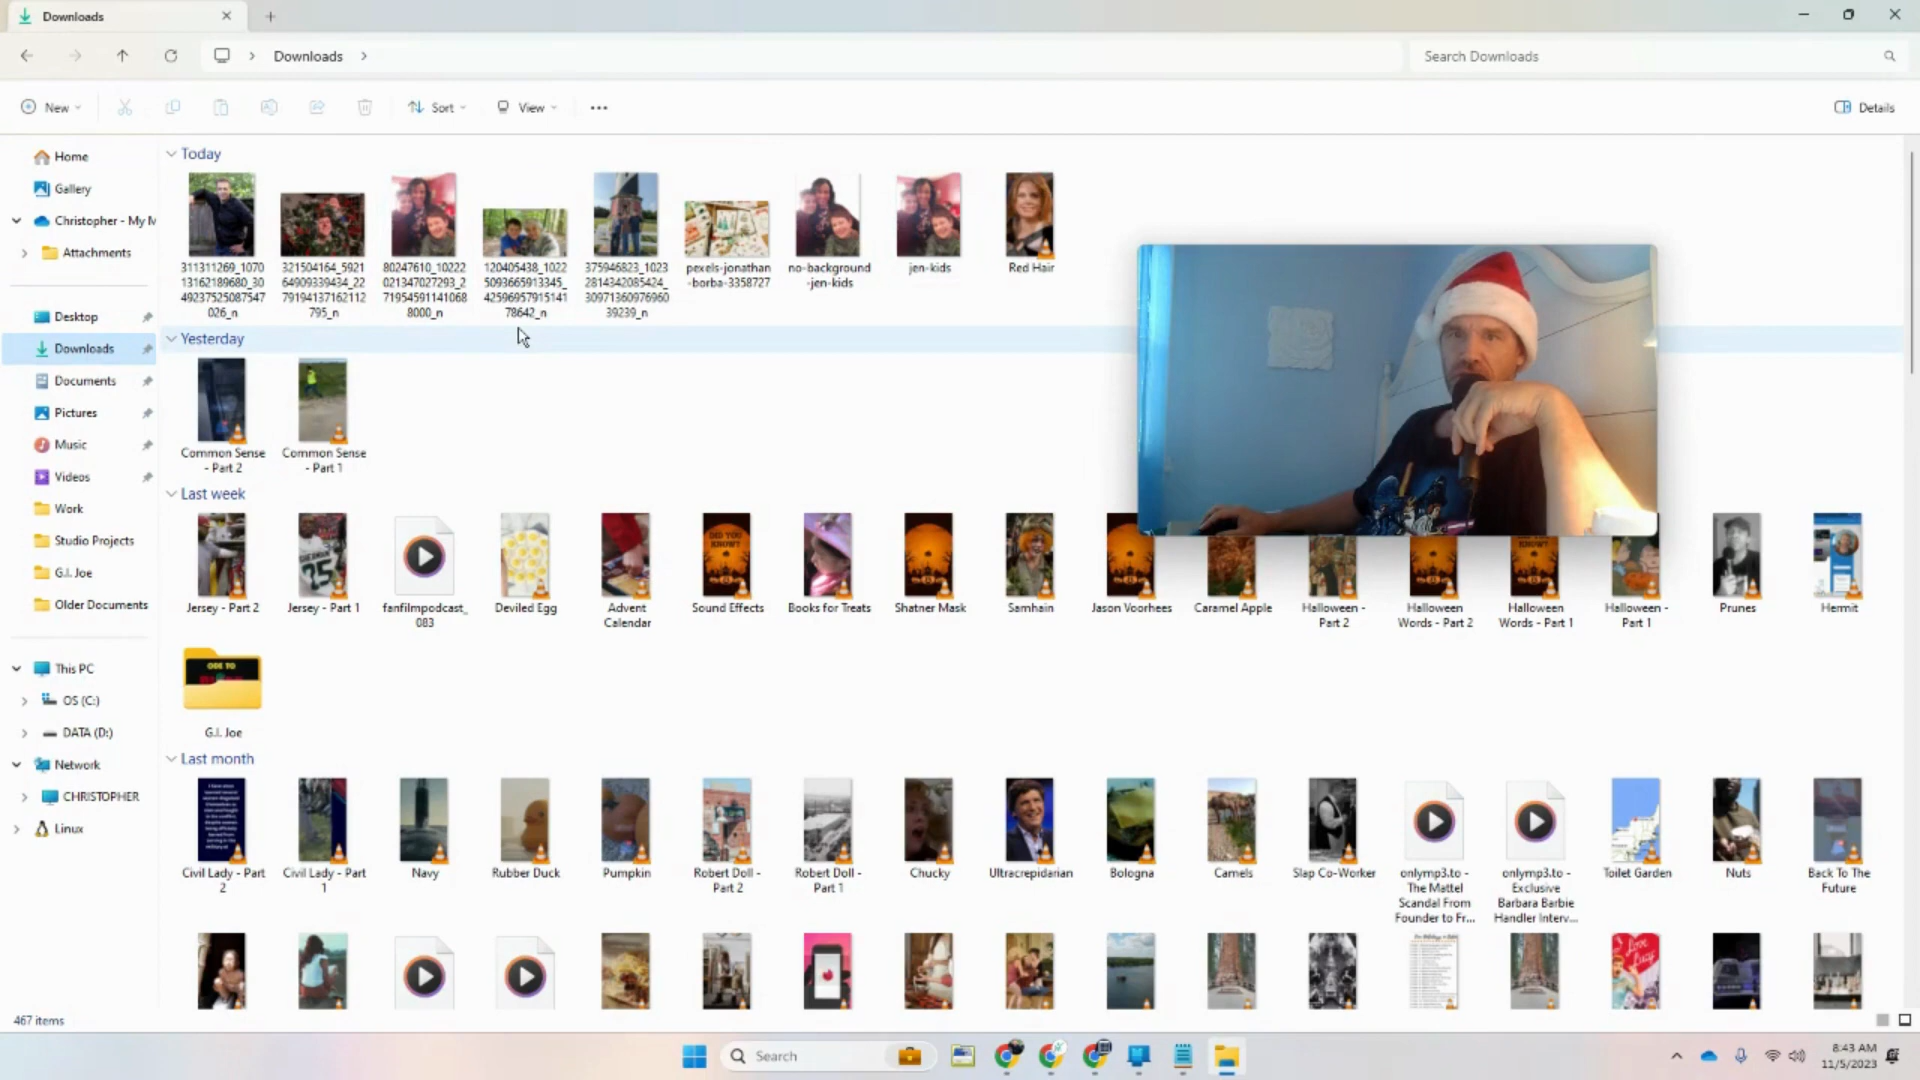 Downloads
Downloads
Search Downloads
New
Sort
View
Details
Home
Gallery
Christopher - My M
Attachments
Desktop
Downloads
Documents
Pictures
Music
Videos
Work
Studio Projects
G.I. Joe
Older Documents
This PC
OS (C:)
DATA (D:)
Network
CHRISTOPHER
Linux
Today
311311269_1070
13162189680_30
49237525087547
026_n
321504164_5921
64909339434_22
79194137162112
795_n
80247610_10222
021347027293_2
71954591141068
8000_n
120405438_1022
5093665913345_
42596957915141
78642_n
375946823_1023
2814342085424_
30971360976960
39239_n
pexels-jonathan
-borba-3358727
no-background
-jen-kids
jen-kids
Red Hair
Yesterday
Common Sense
- Part 2
Common Sense
- Part 1
Last week
DID YOU
KNOW?
Jersey - Part 2
Jersey - Part 1
fanfilmpodcast_
083
Deviled Egg
Advent
Calendar
Sound Effects
Books for Treats
Shatner Mask
Samhain
Jason Voorhees
Caramel Apple
Halloween -
Part 2
Halloween
Words - Part 2
Halloween
Words - Part 1
Halloween -
Part 1
Prunes
Hermit
ODE TO
G.I. Joe
Last month
Civil Lady - Part
2
Civil Lady - Part
1
Navy
Rubber Duck
Pumpkin
Robert Doll -
Part 2
Robert Doll -
Part 1
Chucky
Ultracrepidarian
Bologna
Camels
Slap Co-Worker
onlymp3.to -
The Mattel
Scandal From
Founder to Fr...
onlymp3.to -
Exclusive
Barbara Barbie
Handler Interv...
Toilet Garden
Nuts
Back To The
Future
467 items
Search
8:43 AM
11/5/2023